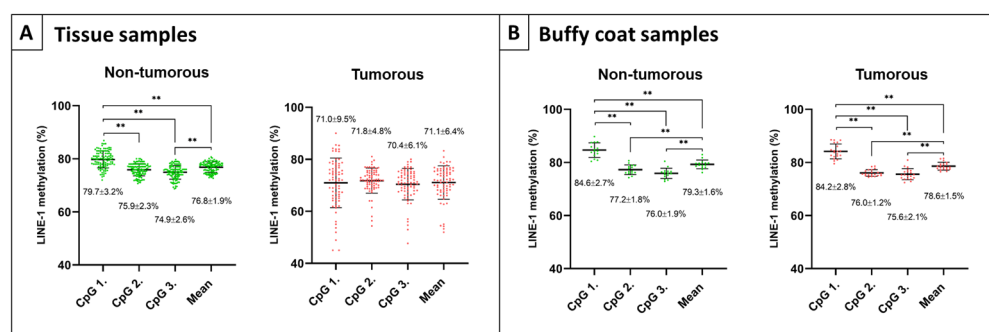 A Tissue samples
Non-tumorous
LINE-1 methylation (%)
100
80
60
40
**
**
**
**
79.7±3.2%
75.9±2.3%
74.9±2.6%
76.8±1.9%
CpG 1.
CpG 2.
CpG 3.
Mean
Tumorous
LINE-1 methylation (%)
100
80
60
40
71.0±9.5%
71.8±4.8%
70.4±6.1%
71.1±6.4%
CpG 1.
CpG 2.
CpG 3.
Mean
B Buffy coat samples
Non-tumorous
LINE-1 methylation (%)
100
80
60
40
**
**
**
**
**
84.6±2.7%
77.2±1.8%
76.0±1.9%
79.3±1.6%
CpG 1.
CpG 2.
CpG 3.
Mean
Tumorous
LINE-1 methylation (%)
100
80
60
40
**
**
**
**
**
84.2±2.8%
76.0±1.2%
75.6±2.1%
78.6±1.5%
CpG 1.
CpG 2.
CpG 3.
Mean